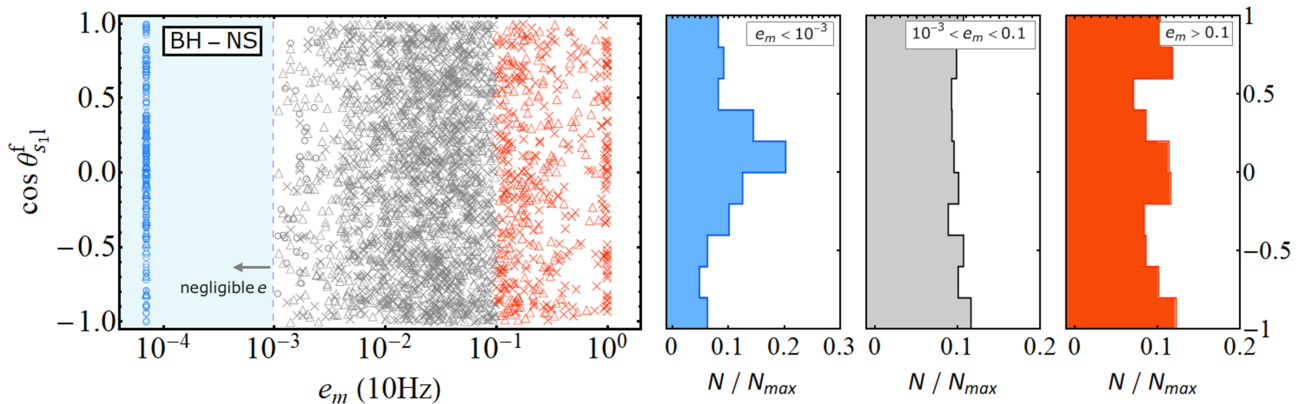 BH – NS
negligible e
cos θ^f_{s₁l}
1.0
0.5
0.0
−0.5
−1.0
10⁻⁴
10⁻³
10⁻²
10⁻¹
10⁰
e_m (10Hz)
e_m < 10⁻³
0
0.1
0.2
0.3
N / N_max
10⁻³ < e_m < 0.1
0
0.1
0.2
N / N_max
e_m > 0.1
0
0.1
0.2
N / N_max
1
0.5
0
−0.5
−1